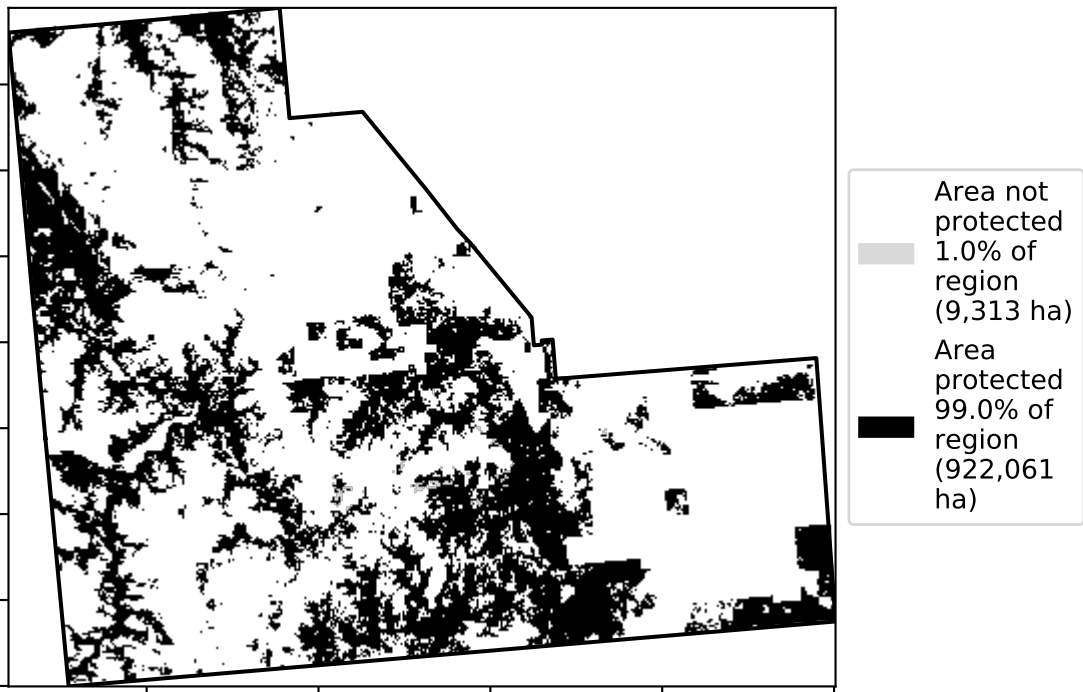 Area not
protected
1.0% of
region
(9,313 ha)
Area
protected
99.0% of
region
(922,061
ha)